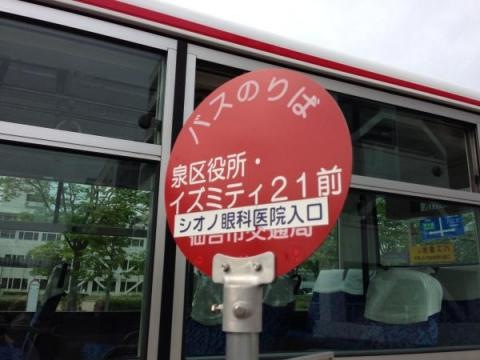 バスのりば
泉区役所・
イズミティ21前
シオノ眼科医院入口
仙台市交通局